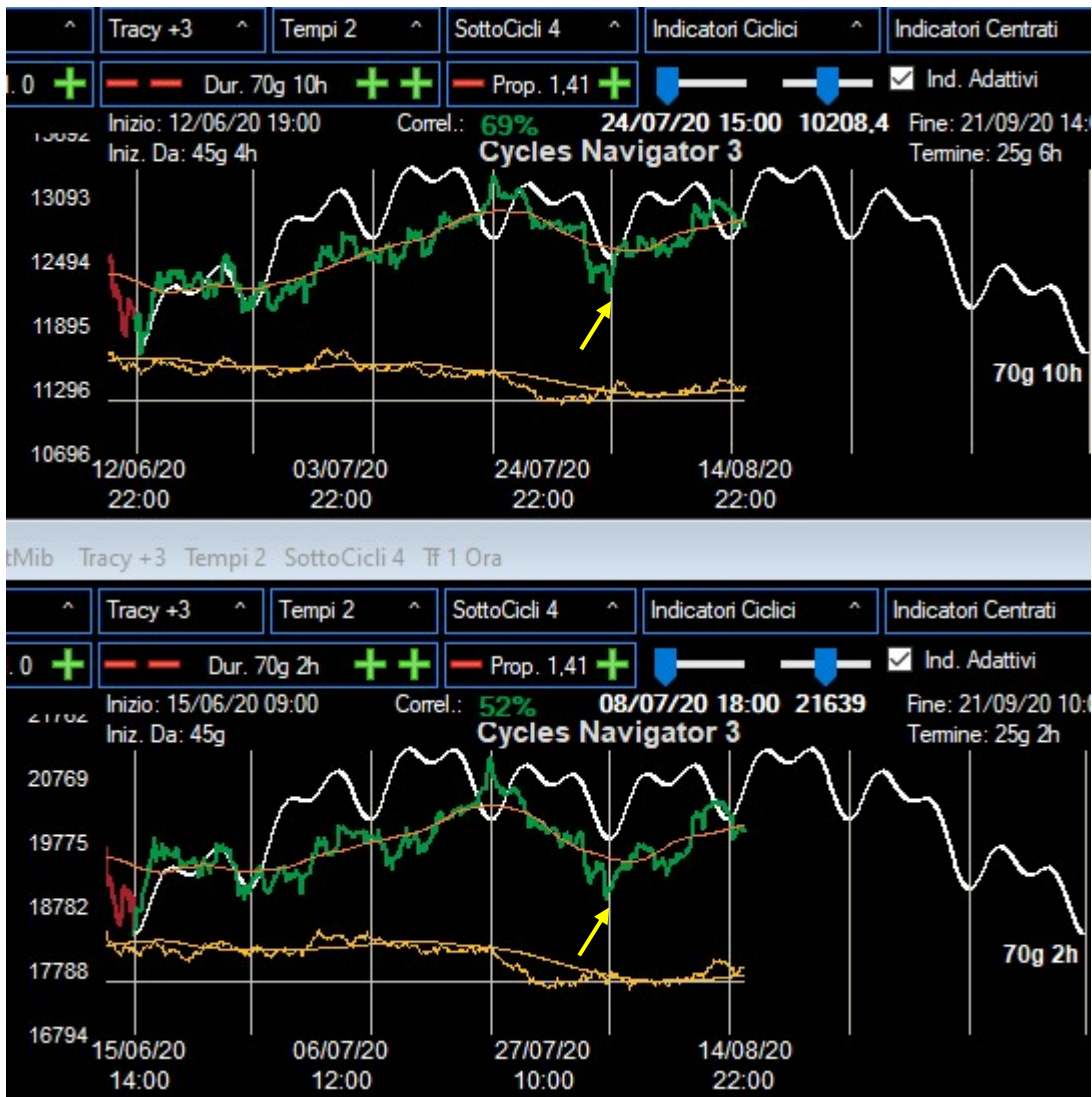 Tracy +3 ^ Tempi 2 ^ SottoCicli 4 ^ Indicatori Ciclici ^ Indicatori Centrati
. 0 Dur. 70g 10h Prop. 1,41 Ind. Adattivi
Inizio: 12/06/20 19:00 Correl.: 69% 24/07/20 15:00 10208,4 Fine: 21/09/20 14:
Iniz. Da: 45g 4h Cycles Navigator 3 Termine: 25g 6h
13093
12494
11895
11296
70g 10h
10696
12/06/20 03/07/20 24/07/20 14/08/20
22:00 22:00 22:00 22:00
tMib Tracy +3 Tempi 2 SottoCicli 4 Tf 1 Ora
^ Tracy +3 ^ Tempi 2 ^ SottoCicli 4 ^ Indicatori Ciclici ^ Indicatori Centrati
. 0 Dur. 70g 2h Prop. 1,41 Ind. Adattivi
Inizio: 15/06/20 09:00 Correl.: 52% 08/07/20 18:00 21639 Fine: 21/09/20 10:
Iniz. Da: 45g Cycles Navigator 3 Termine: 25g 2h
20769
19775
18782
17788
70g 2h
16794
15/06/20 06/07/20 27/07/20 14/08/20
14:00 12:00 10:00 22:00